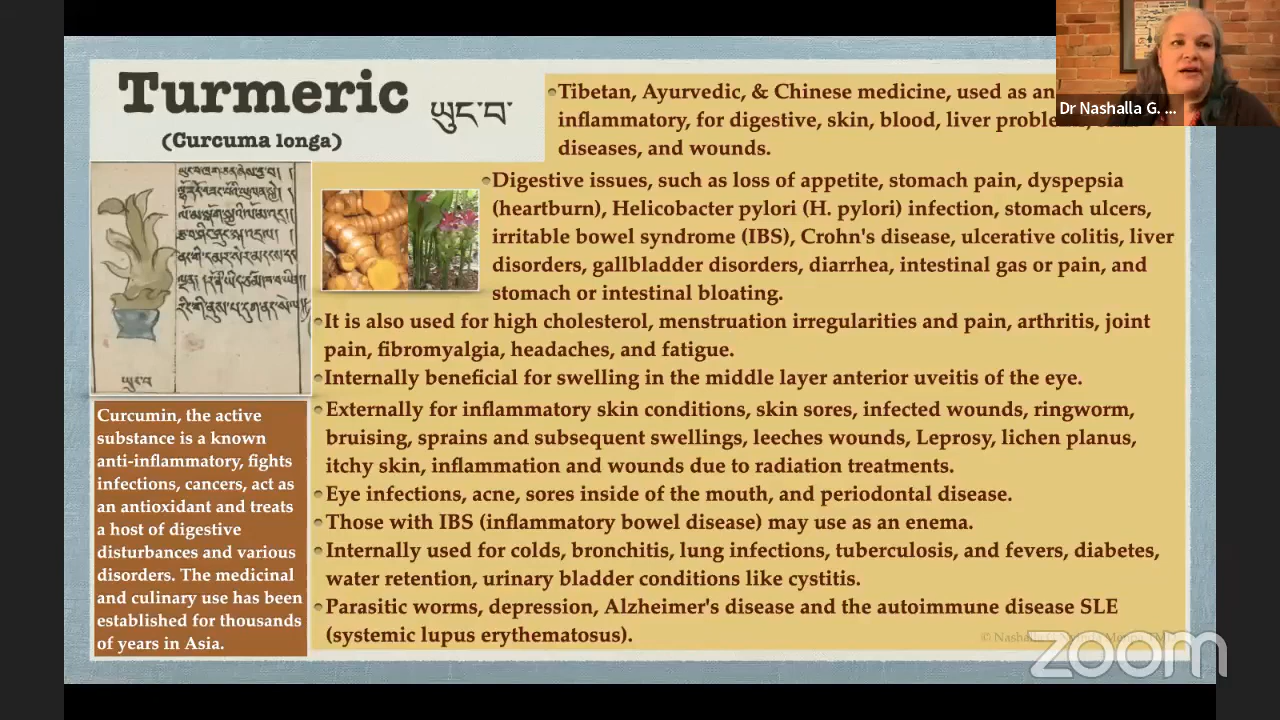 Turmeric
ཡུང་བ་
(Curcuma longa)
Tibetan, Ayurvedic, & Chinese medicine, used as an
inflammatory, for digestive, skin, blood, liver
diseases, and wounds.
Digestive issues, such as loss of appetite, stomach pain, dyspepsia
(heartburn), Helicobacter pylori (H. pylori) infection, stomach ulcers,
irritable bowel syndrome (IBS), Crohn's disease, ulcerative colitis, liver
disorders, gallbladder disorders, diarrhea, intestinal gas or pain, and
stomach or intestinal bloating.
It is also used for high cholesterol, menstruation irregularities and pain, arthritis, joint
pain, fibromyalgia, headaches, and fatigue.
Internally beneficial for swelling in the middle layer anterior uveitis of the eye.
Externally for inflammatory skin conditions, skin sores, infected wounds, ringworm,
bruising, sprains and subsequent swellings, leeches wounds, Leprosy, lichen planus,
itchy skin, inflammation and wounds due to radiation treatments.
Eye infections, acne, sores inside of the mouth, and periodontal disease.
Those with IBS (inflammatory bowel disease) may use as an enema.
Internally used for colds, bronchitis, lung infections, tuberculosis, and fevers, diabetes,
water retention, urinary bladder conditions like cystitis.
Parasitic worms, depression, Alzheimer's disease and the autoimmune disease SLE
(systemic lupus erythematosus).
Curcumin, the active
substance is a known
anti-inflammatory, fights
infections, cancers, act as
an antioxidant and treats
a host of digestive
disturbances and various
disorders. The medicinal
and culinary use has been
established for thousands
of years in Asia.
Dr Nashalla G. ...
© Nashalla
zoom